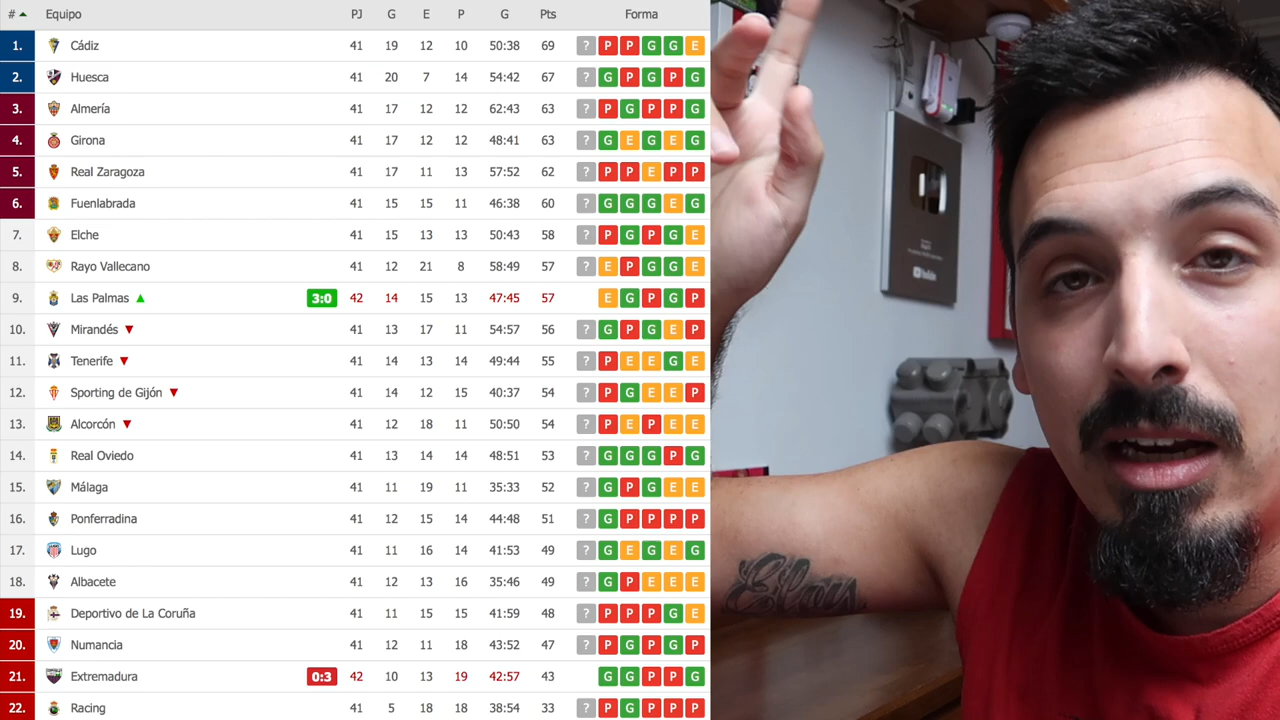 # Equipo PJ G E P G Pts Forma
1. Cádiz 41 19 12 10 50:38 69 ? P P G G E
2. Huesca 41 20 7 14 54:42 67 ? G P G P G
3. Almería 41 17 12 12 62:43 63 ? P G P P G
4. Girona 41 17 12 12 48:41 63 ? G E G E G
5. Real Zaragoza 41 17 11 13 57:52 62 ? P P E P P
6. Fuenlabrada 41 15 15 11 46:38 60 ? G G G E G
7. Elche 41 15 13 13 50:43 58 ? P G P G E
8. Rayo Vallecano 41 12 21 8 58:49 57 ? E P G G E
9. Las Palmas 3:0 42 14 15 13 47:45 57 E G P G P
10. Mirandés 41 13 17 11 54:57 56 ? G P G E P
11. Tenerife 41 14 13 14 49:44 55 ? P E E G E
12. Sporting de Gijón 41 14 12 15 40:37 54 ? P G E E P
13. Alcorcón 41 12 18 11 50:50 54 ? P E P E E
14. Real Oviedo 41 13 14 14 48:51 53 ? G G G P G
15. Málaga 41 11 19 11 35:33 52 ? G P G E E
16. Ponferradina 41 12 15 14 44:48 51 ? G P P P P
17. Lugo 41 11 16 14 41:53 49 ? G E G E G
18. Albacete 41 12 13 16 35:46 49 ? G P E E E
19. Deportivo de La Coruña 41 11 15 15 41:59 48 ? P P P G E
20. Numancia 41 12 11 18 43:52 47 ? P G P G P
21. Extremadura 0:3 42 10 13 19 42:57 43 G G P P G
22. Racing 41 5 18 18 38:54 33 ? P G P P P
YouTube